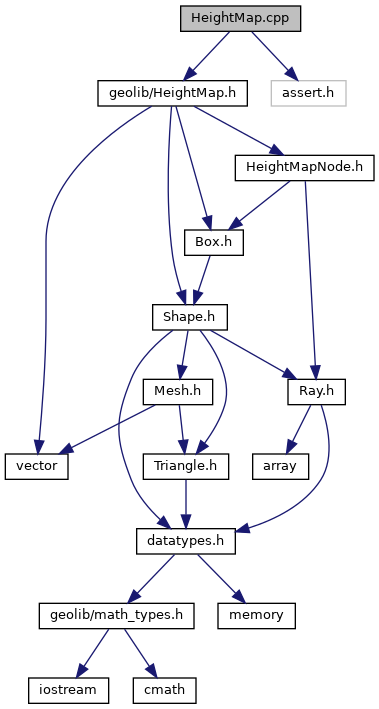 HeightMap.cpp
geolib/HeightMap.h
assert.h
HeightMapNode.h
Box.h
Shape.h
Mesh.h
Ray.h
vector
Triangle.h
array
datatypes.h
geolib/math_types.h
memory
iostream
cmath